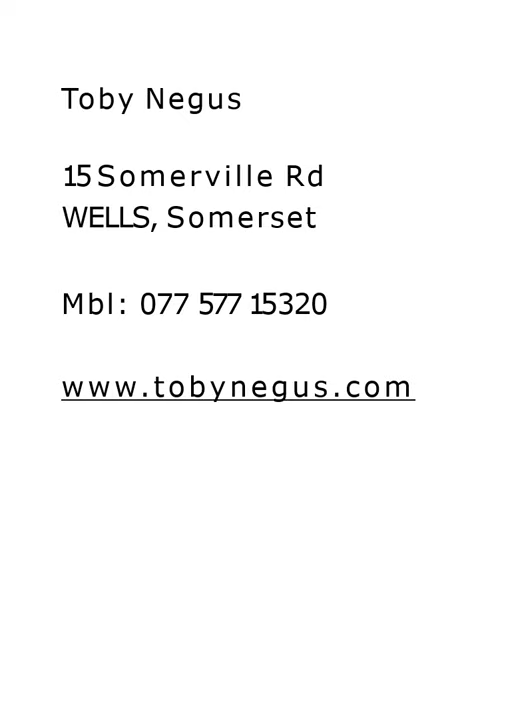 Toby Negus
15 Somerville Rd
WELLS, Somerset
Mbl: 077 577 15320
www.tobynegus.com